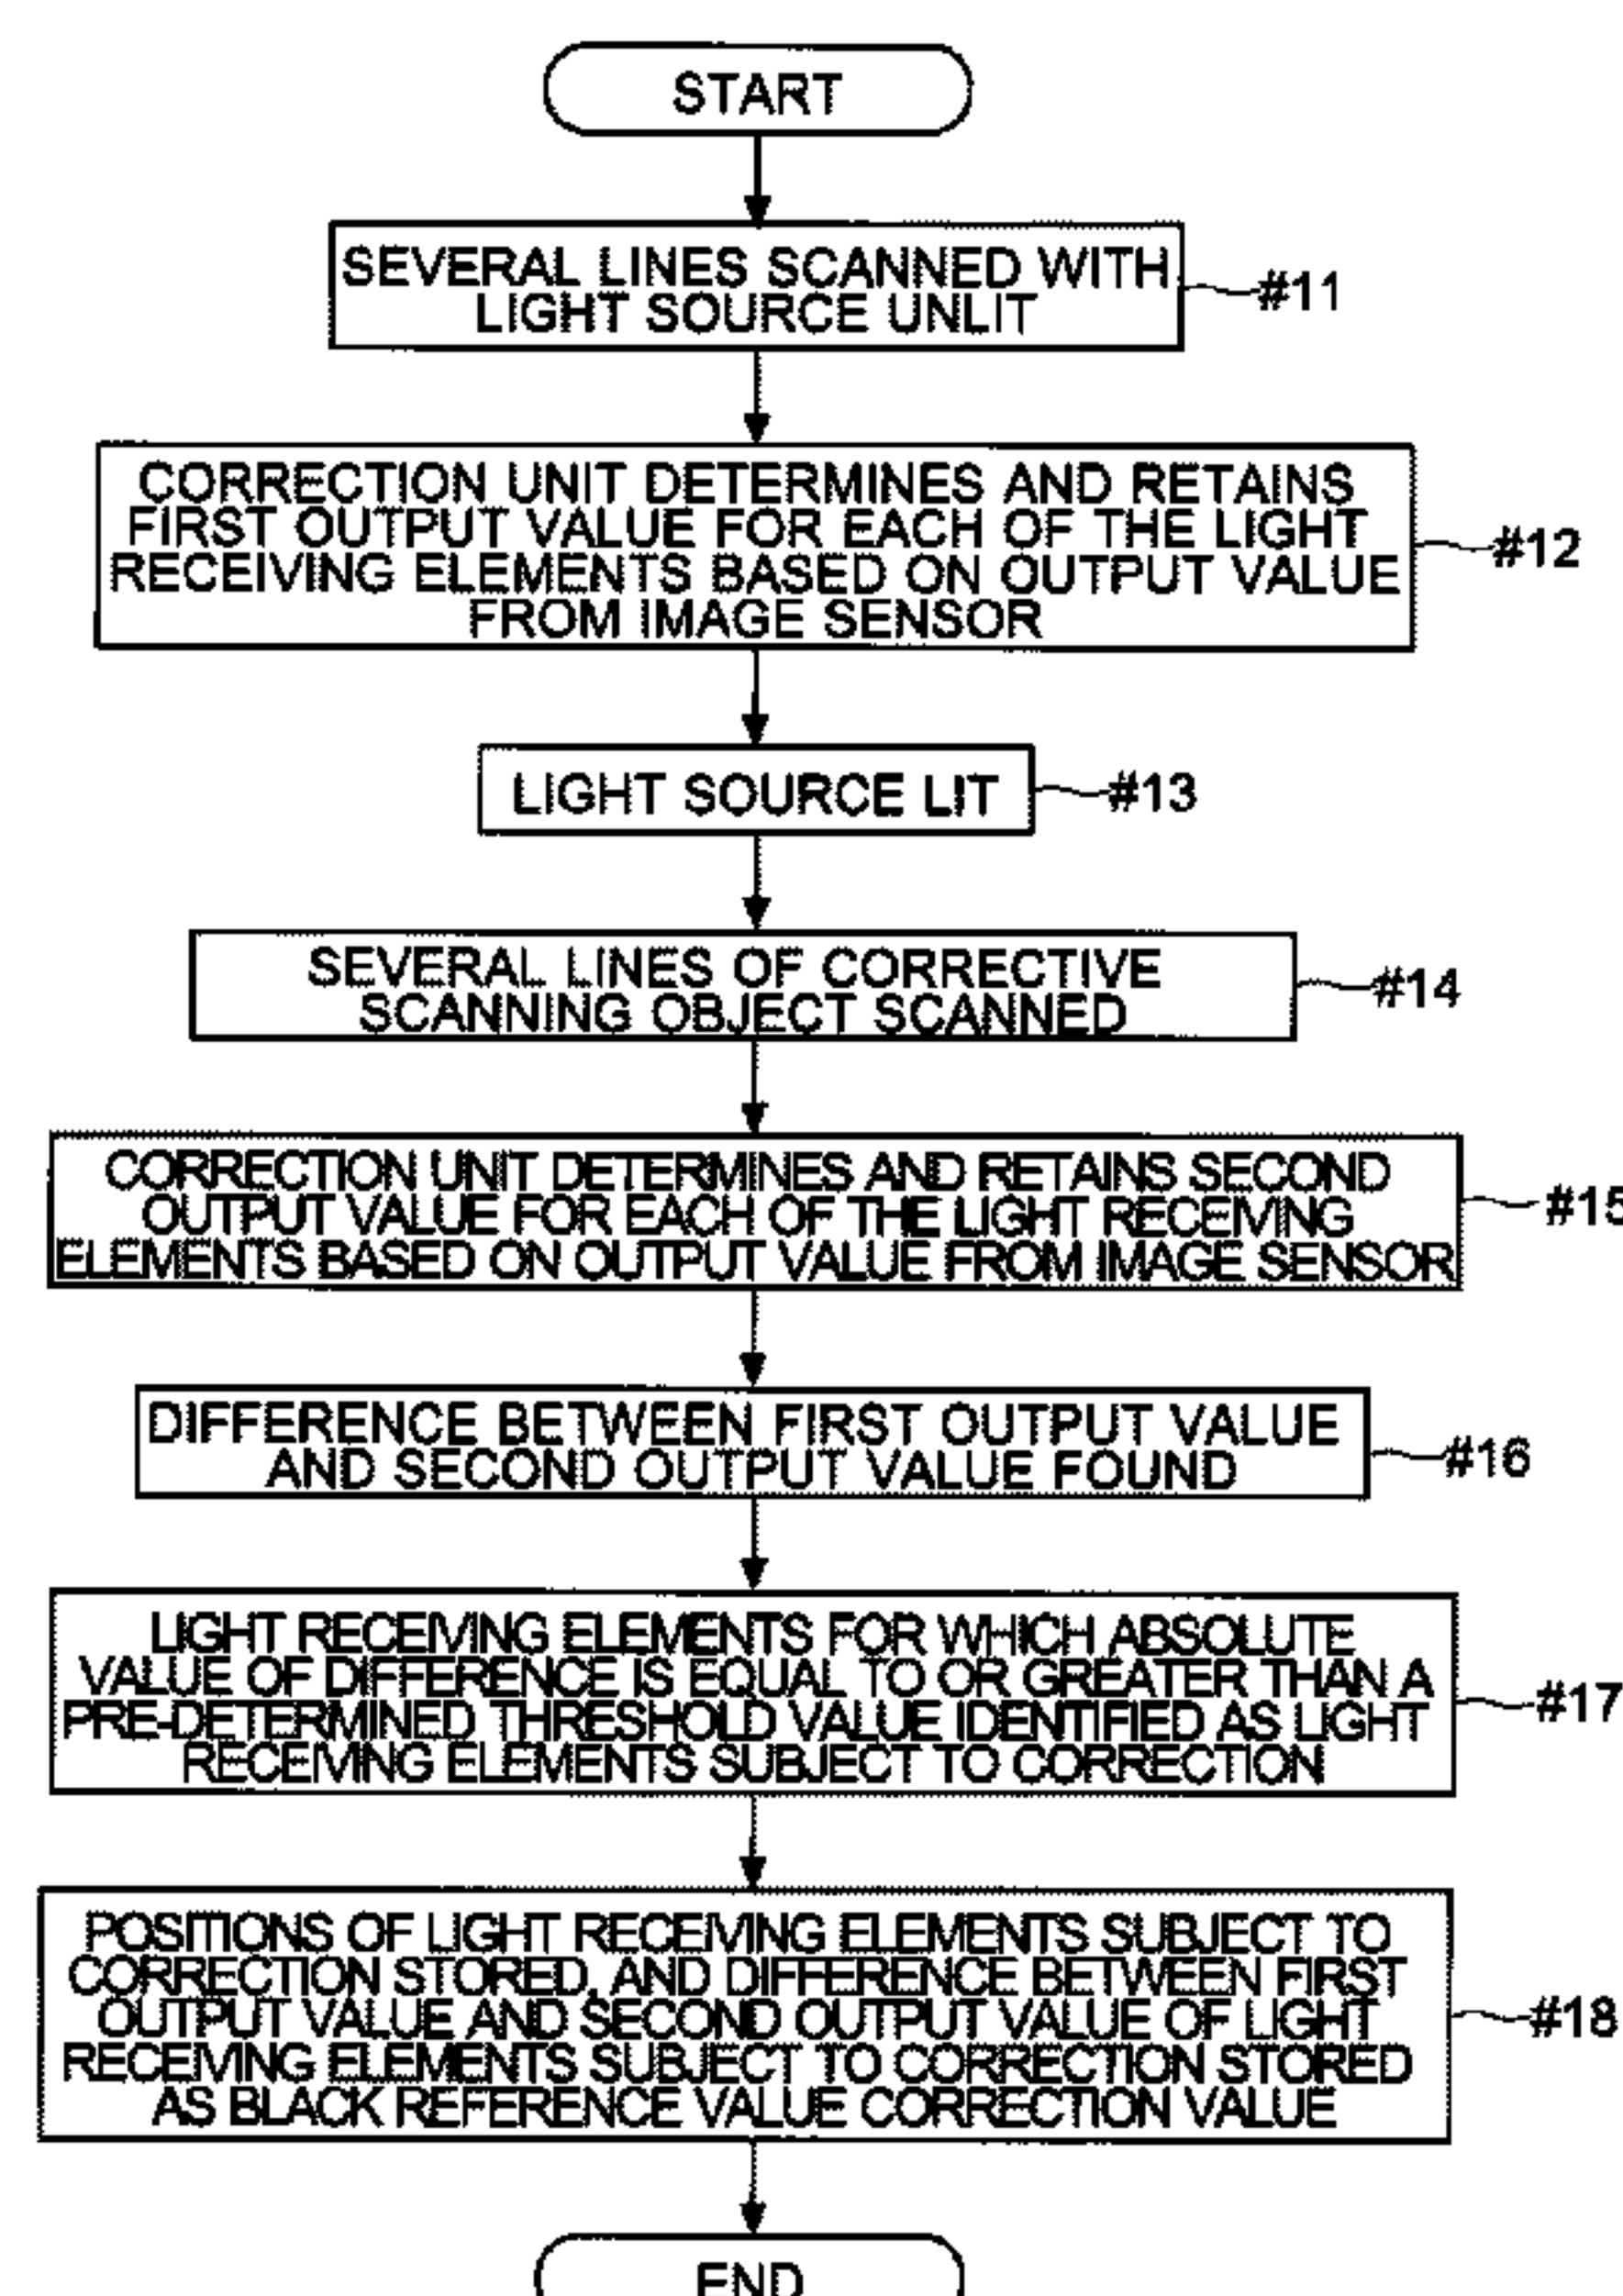 START
SEVERAL LINES SCANNED WITH
LIGHT SOURCE UNLIT
#11
CORRECTION UNIT DETERMINES AND RETAINS
FIRST OUTPUT VALUE FOR EACH OF THE LIGHT
RECEIVING ELEMENTS BASED ON OUTPUT VALUE
FROM IMAGE SENSOR
#12
LIGHT SOURCE LIT
#13
SEVERAL LINES OF CORRECTIVE
SCANNING OBJECT SCANNED
#14
CORRECTION UNIT DETERMINES AND RETAINS SECOND
OUTPUT VALUE FOR EACH OF THE LIGHT RECEIVING
ELEMENTS BASED ON OUTPUT VALUE FROM IMAGE SENSOR
#15
DIFFERENCE BETWEEN FIRST OUTPUT VALUE
AND SECOND OUTPUT VALUE FOUND
#16
LIGHT RECEIVING ELEMENTS FOR WHICH ABSOLUTE
VALUE OF DIFFERENCE IS EQUAL TO OR GREATER THAN A
PRE-DETERMINED THRESHOLD VALUE IDENTIFIED AS LIGHT
RECEIVING ELEMENTS SUBJECT TO CORRECTION
#17
POSITIONS OF LIGHT RECEIVING ELEMENTS SUBJECT TO
CORRECTION STORED, AND DIFFERENCE BETWEEN FIRST
OUTPUT VALUE AND SECOND OUTPUT VALUE OF LIGHT
RECEIVING ELEMENTS SUBJECT TO CORRECTION STORED
AS BLACK REFERENCE VALUE CORRECTION VALUE
#18
END